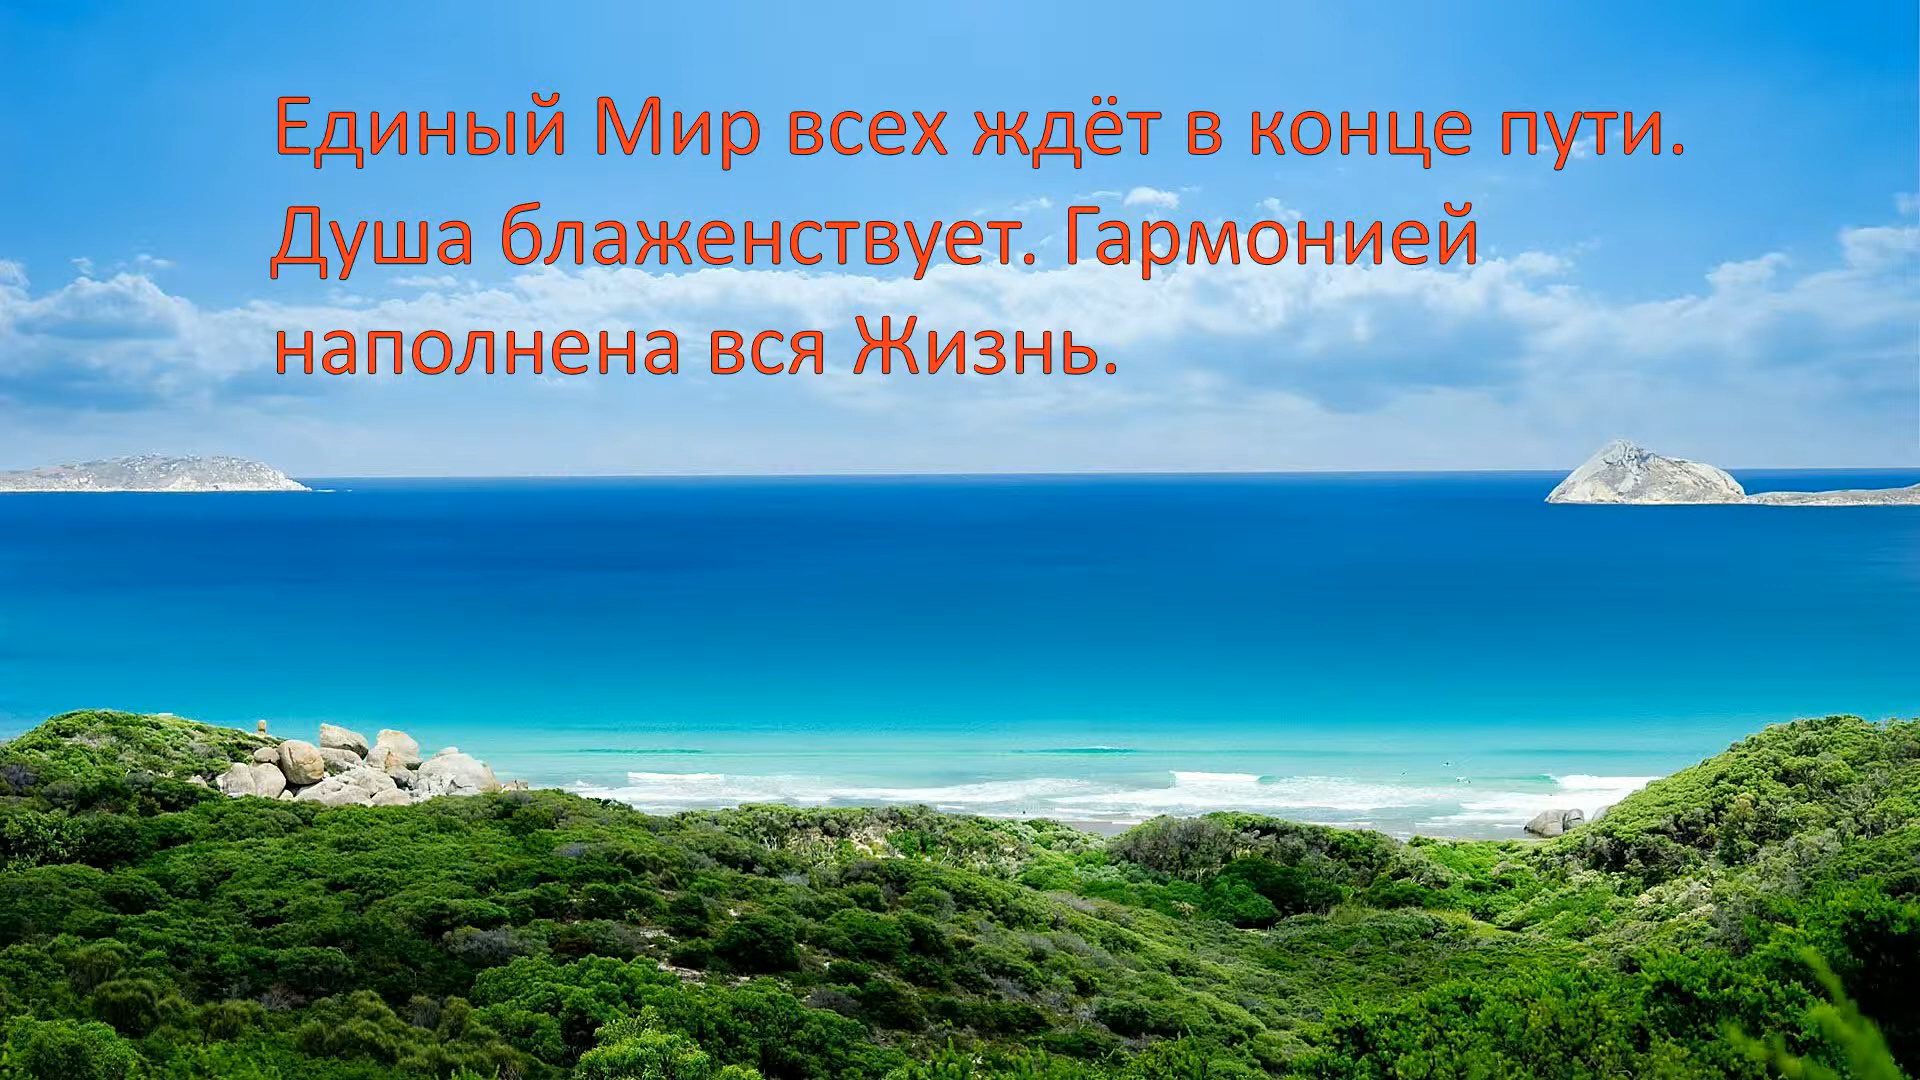 Единый Мир всех ждёт в конце пути.
Душа блаженствует. Гармонией
наполнена вся Жизнь.